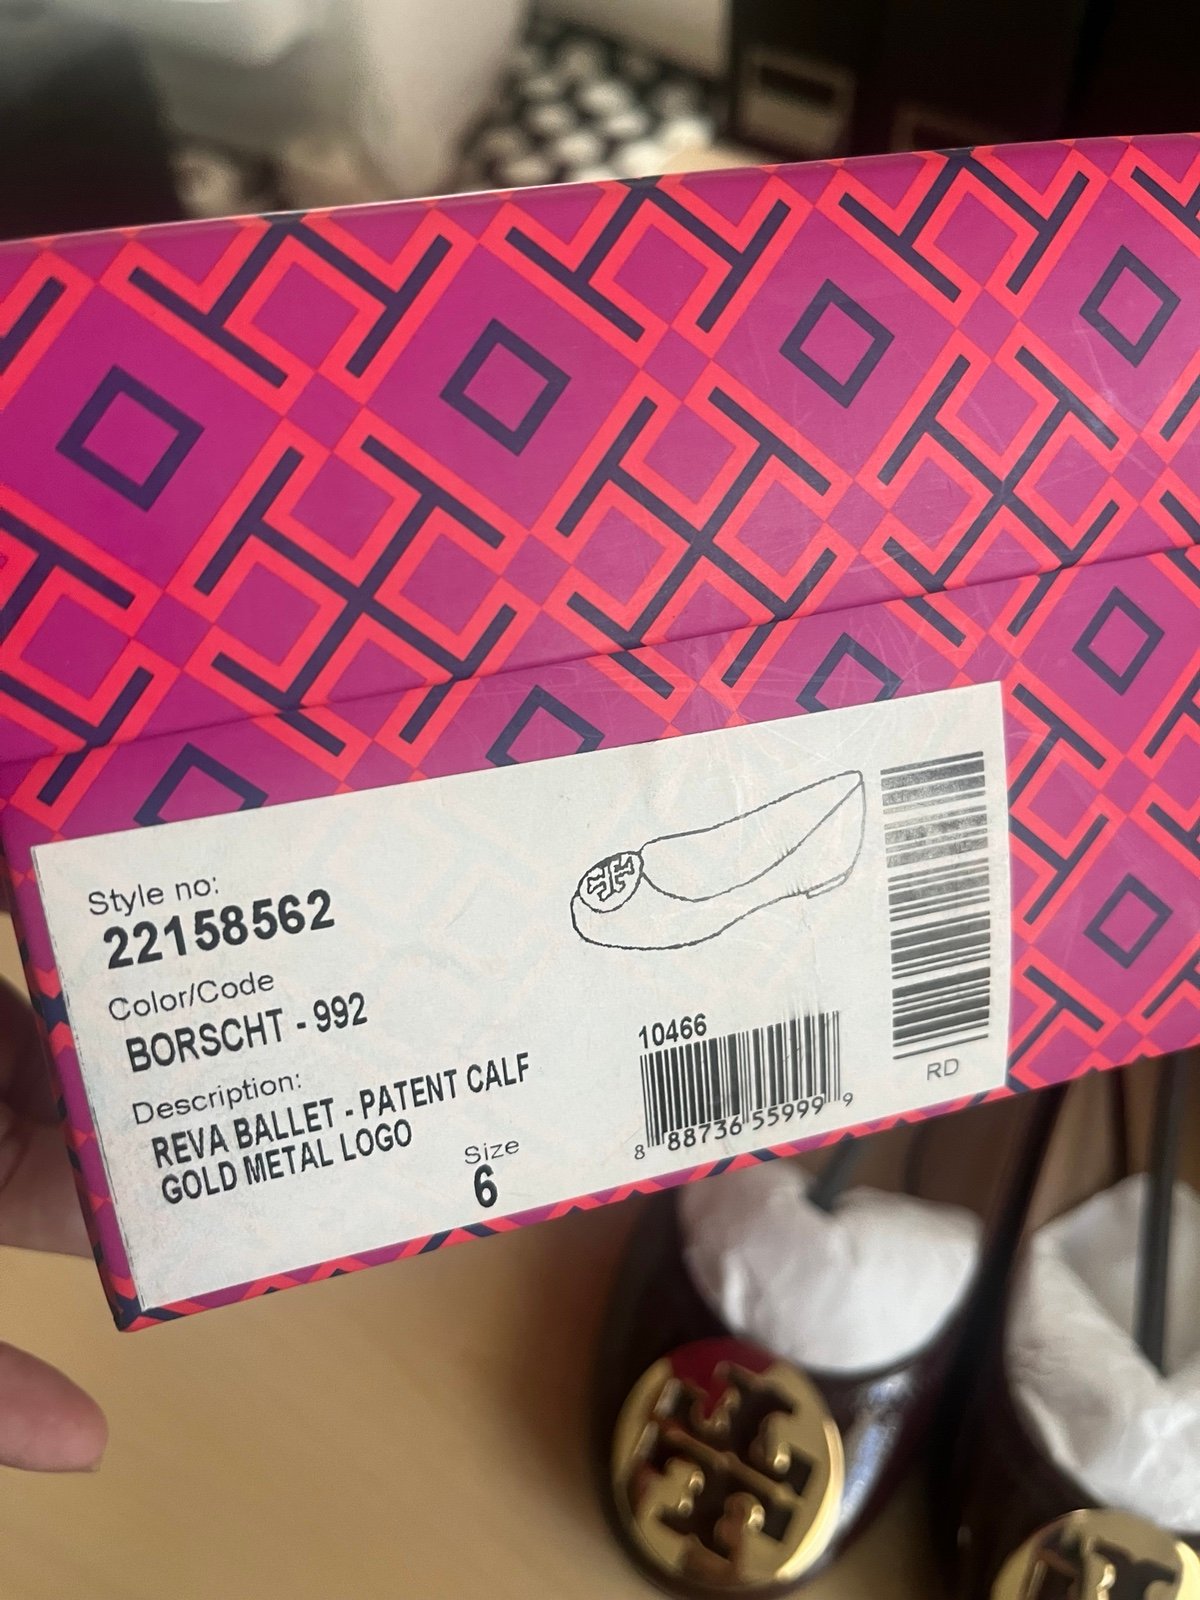 Style no:
22158562
Color/Code
BORSCHT - 992
Description:
REVA BALLET - PATENT CALF
GOLD METAL LOGO
Size
6
10466
8 88736 55999 9
RD